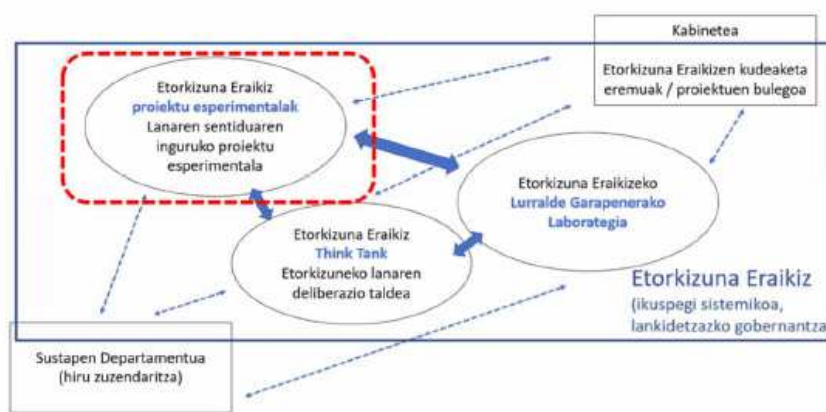 Kabinetea
Etorkizuna Eraikizen kudeaketa
eremuak / proiektuen bulegoa
Etorkizuna Eraikiz
proiektu esperimentalak
Lanaren sentiduaren
inguruko proiektu
esperimentala
Etorkizuna Eraikizeko
Lurralde Garapenerako
Laborategia
Etorkizuna Eraikiz
Think Tank
Etorkizuneko lanaren
deliberazio taldea
Etorkizuna Eraikiz
(ikuspegi sistemikoa,
lankidetzako gobernantza
Sustapen Departamentua
(hiru zuzendaritza)